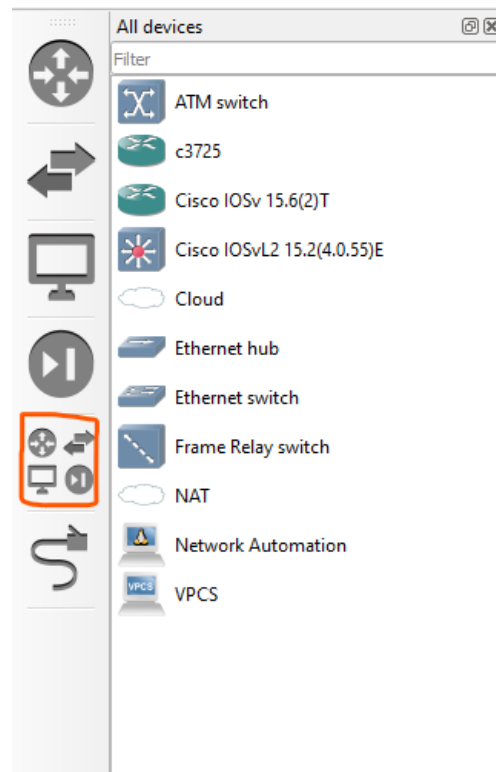 All devices
Filter
ATM switch
c3725
Cisco IOSv 15.6(2)T
Cisco IOSvL2 15.2(4.0.55)E
Cloud
Ethernet hub
Ethernet switch
Frame Relay switch
NAT
Network Automation
VPCS
VPCS